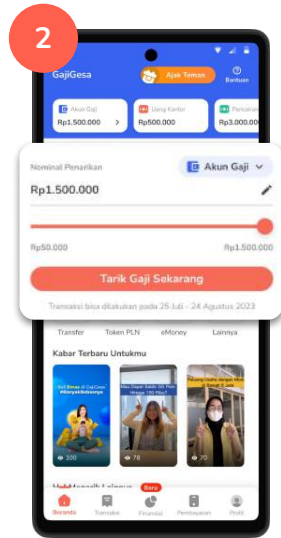 2
GajiGesa
Ajak Teman
Bantuan
Akun Gaji
Uang Kantor
Rp1.500.000
Rp500.000
Rp3.000.00
Nominal Penarikan
Akun Gaji
Rp1.500.000
Rp50.000
Rp1.500.000
Tarik Gaji Sekarang
Transaksi bisa dilakukan pada 25 Juli - 24 Agustus 2023
Transfer
Token PLN
eMoney
Lainnya
Kabar Terbaru Untukmu
100
78
70
Baru
Beranda
Transaksi
Finansial
Pembayaran
Profil